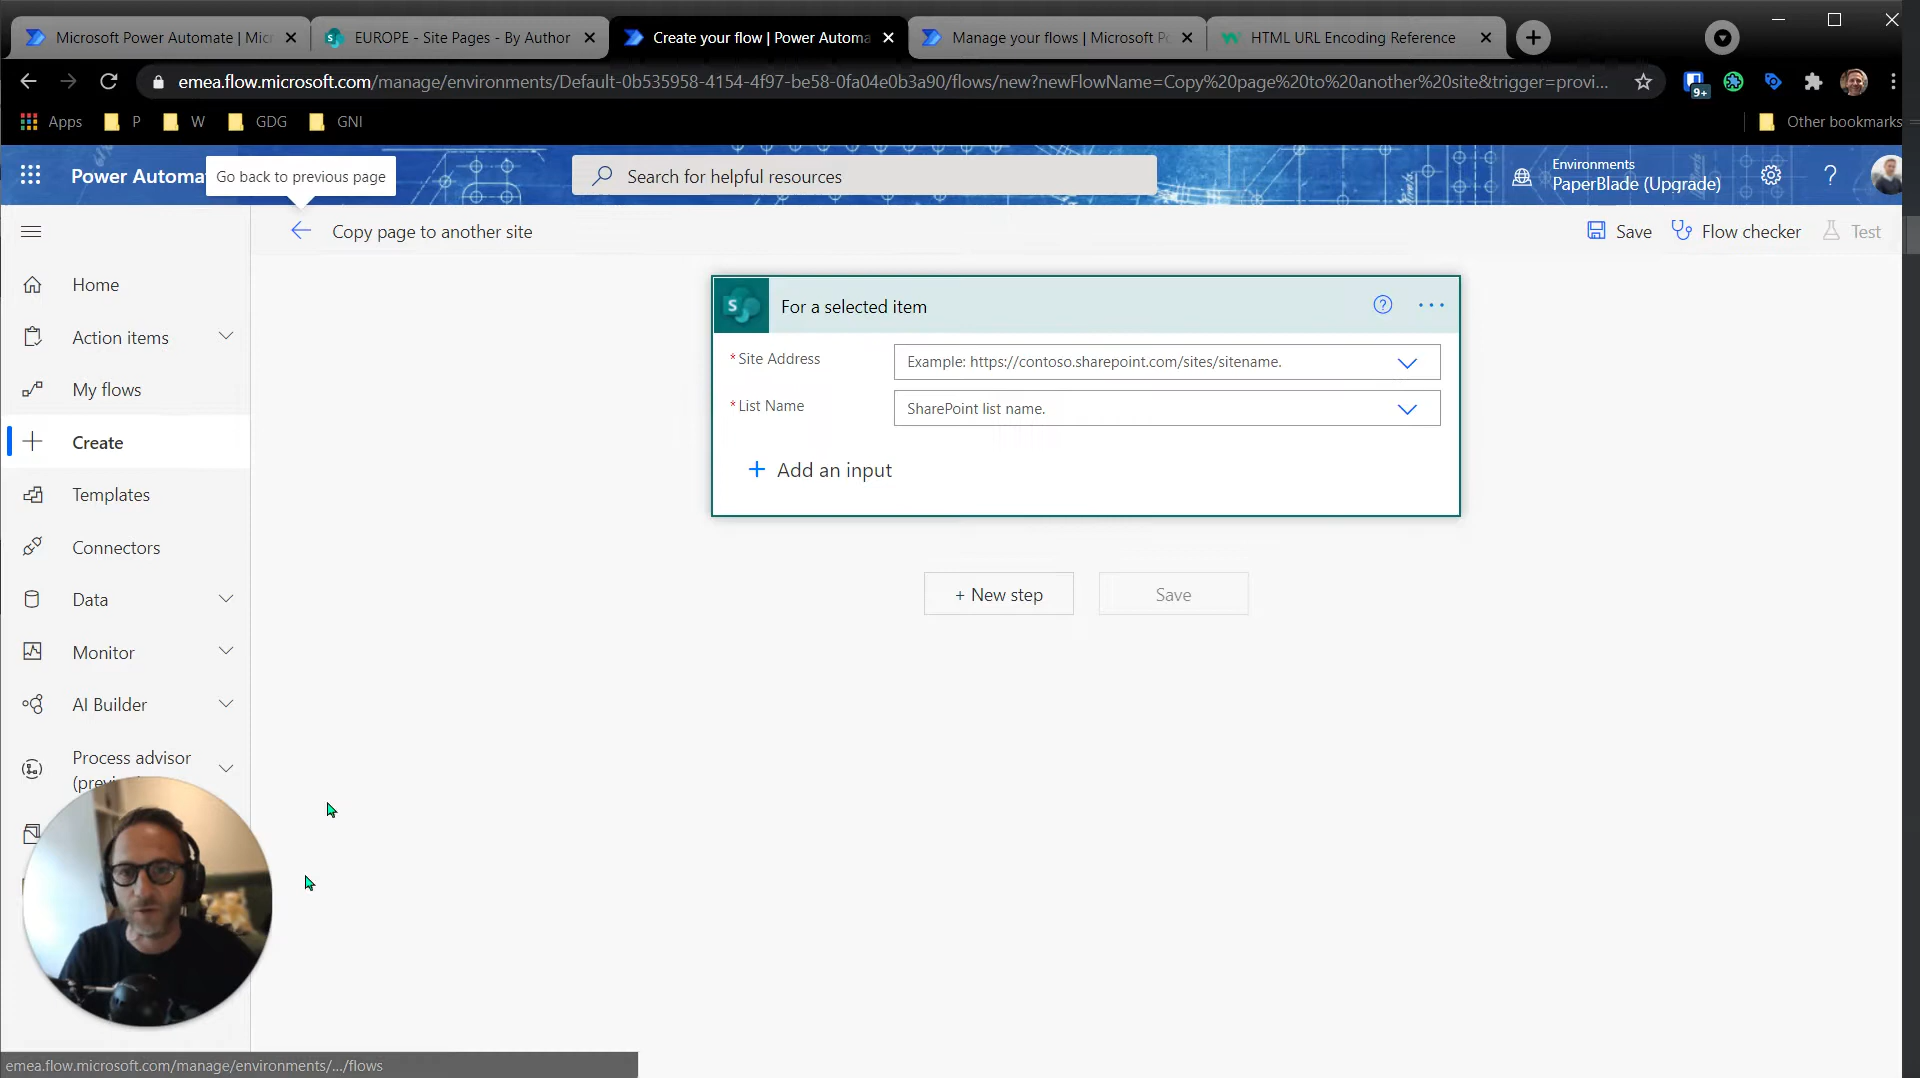 Microsoft Power Automate | Mic
EUROPE - Site Pages - By Author
Create your flow | Power Automa
Manage your flows | Microsoft Po
HTML URL Encoding Reference
emea.flow.microsoft.com/manage/environments/Default-0b535958-4154-4f97-be58-0fa04e0b3a90/flows/new?newFlowName=Copy%20page%20to%20another%20site&trigger=provi...
9+
Apps
P
W
GDG
GNI
Other bookmarks
Power Automa
Go back to previous page
Search for helpful resources
Environments
PaperBlade (Upgrade)
Copy page to another site
Save
Flow checker
Test
Home
Action items
My flows
Create
Templates
Connectors
Data
Monitor
AI Builder
Process advisor
For a selected item
* Site Address
Example: https://contoso.sharepoint.com/sites/sitename.
* List Name
SharePoint list name.
+ Add an input
+ New step
Save
emea.flow.microsoft.com/manage/environments/.../flows